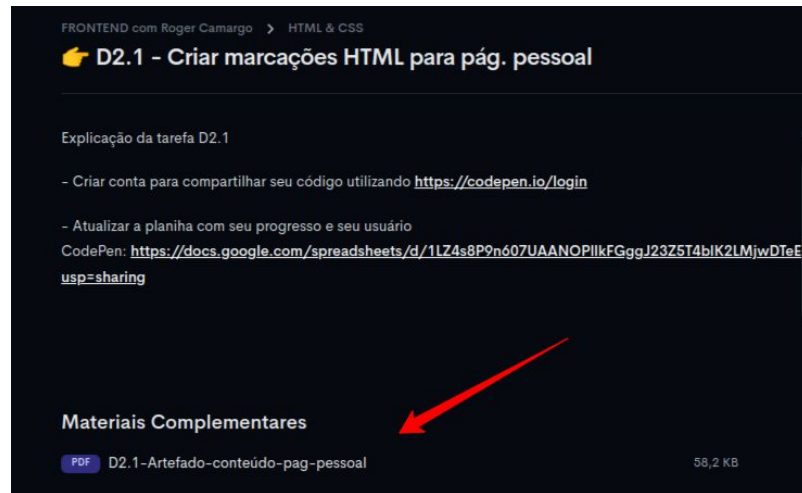 FRONTEND com Roger Camargo > HTML & CSS
👉 D2.1 - Criar marcações HTML para pág. pessoal
Explicação da tarefa D2.1
- Criar conta para compartilhar seu código utilizando https://codepen.io/login
- Atualizar a planiha com seu progresso e seu usuário
CodePen: https://docs.google.com/spreadsheets/d/1LZ4s8P9n607UAANOPIlkFGggJ23Z5T4blK2LMjwDTeE
usp=sharing
Materiais Complementares
PDF D2.1-Artefado-conteúdo-pag-pessoal 58,2 KB